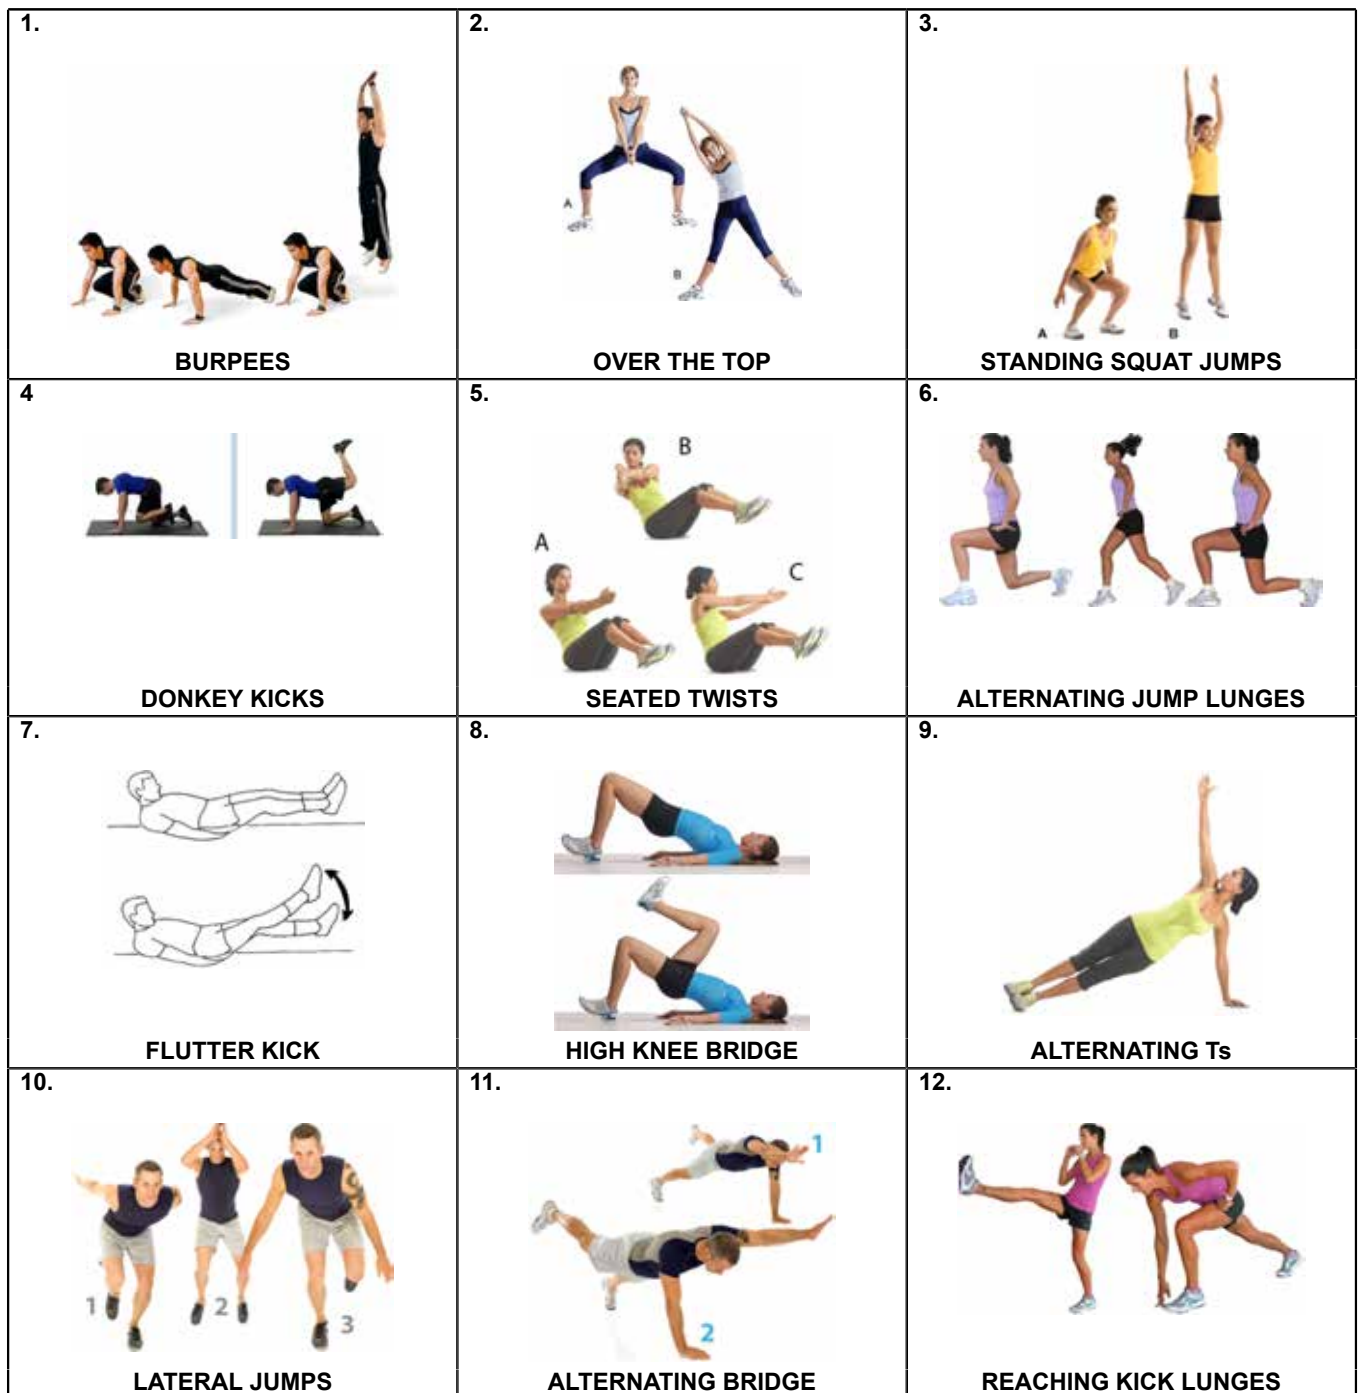 1.
2.
3.
A
B
A
B
BURPEES
OVER THE TOP
STANDING SQUAT JUMPS
4
5.
6.
B
A
C
DONKEY KICKS
SEATED TWISTS
ALTERNATING JUMP LUNGES
7.
8.
9.
FLUTTER KICK
HIGH KNEE BRIDGE
ALTERNATING Ts
10.
11.
12.
1
2
3
1
2
LATERAL JUMPS
ALTERNATING BRIDGE
REACHING KICK LUNGES